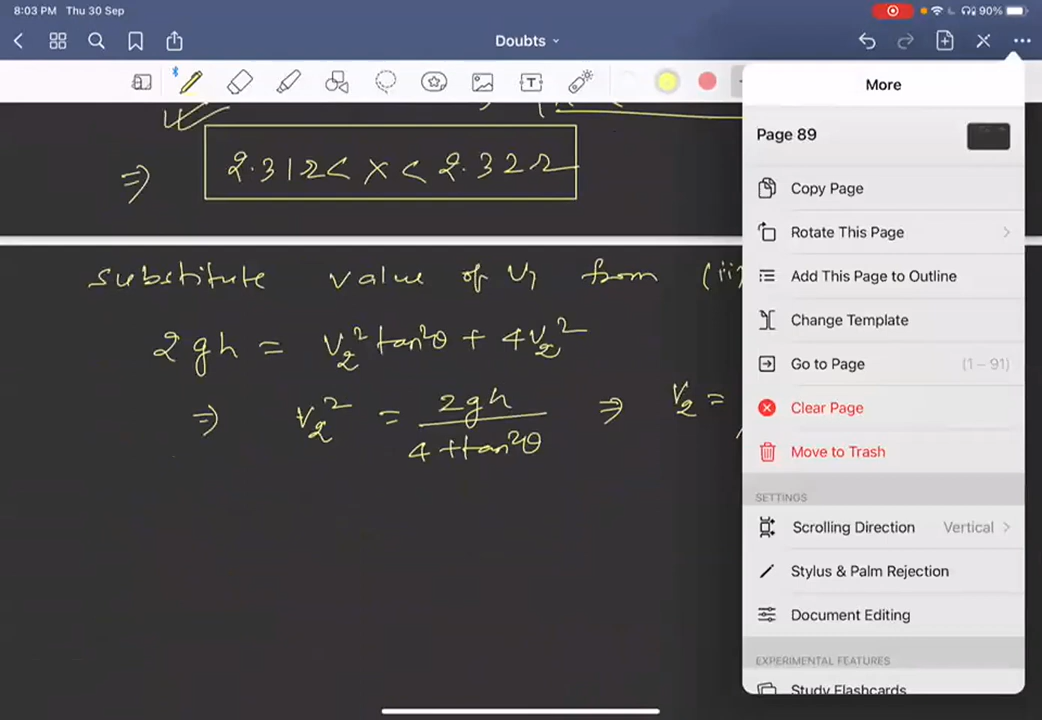 8:03 PM Thu 30 Sep
90%
Doubts
T
More
Page 89
Copy Page
Rotate This Page
Add This Page to Outline
Change Template
Go to Page (1 – 91)
Clear Page
Move to Trash
SETTINGS
Scrolling Direction Vertical
Stylus & Palm Rejection
Document Editing
EXPERIMENTAL FEATURES
Study Flashcards
⇒ 2.31Ω < x < 2.32Ω
substitute value of V₁ from (iii)
2gh = V₂² tan²θ + 4V₂²
⇒ V₂² = 2gh / (4 + tan²θ) ⇒ V₂ =